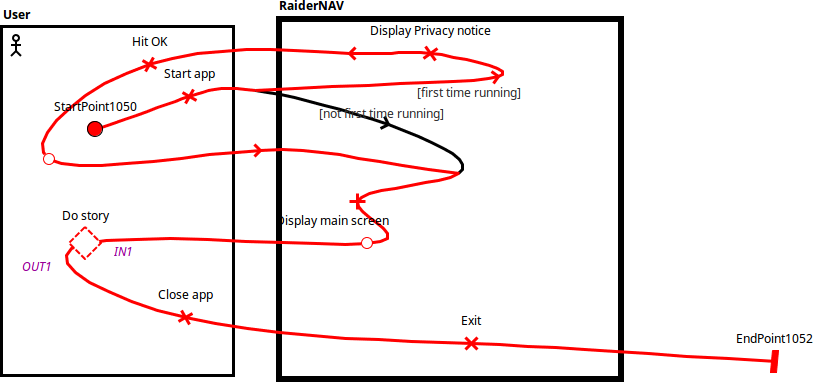 User
RaiderNAV
Display Privacy notice
Hit OK
Start app
[first time running]
StartPoint1050
[not first time running]
Do story
Display main screen
IN1
OUT1
Close app
Exit
EndPoint1052